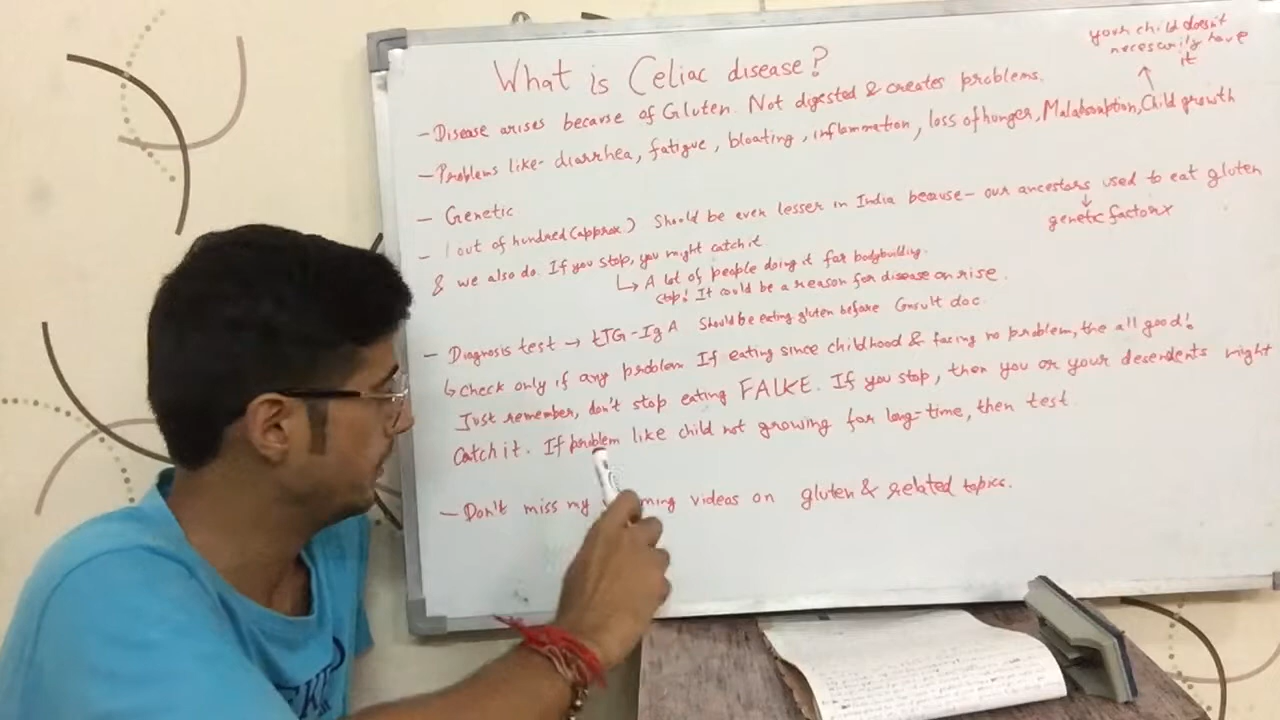 What is Celiac disease?
your child doesn't
necessarily have
it
- Disease arises because of Gluten. Not digested & creates problems.
- Problems like- diarrhea, fatigue, bloating, inflammation, loss of hunger, Malabsorption, Child growth
- Genetic
- 1 out of hundred (approx.) Should be even lesser in India because- our ancestors used to eat gluten
genetic factor x
& we also do. If you stop, you might catch it.
↳ A lot of people doing it for bodybuilding.
stop! It could be a reason for disease on rise.
- Diagnosis test → tTG-IgA Should be eating gluten before Consult doc.
↳ check only if any problem If eating since childhood & facing no problem, the all good!
Just remember, don't stop eating FALKE. If you stop, then you or your desendents might
Catch it. If problem like child not growing for long-time, then test.
- Don't miss my videos on gluten & related topics.